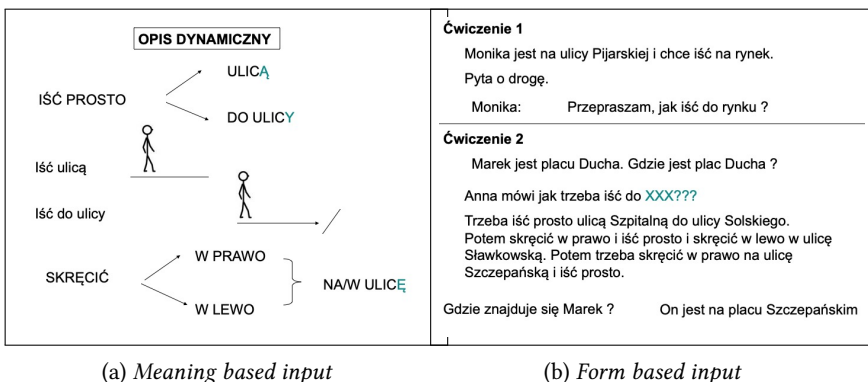 OPIS DYNAMICZNY
IŚĆ PROSTO
ULICĄ
DO ULICY
Iść ulicą
Iść do ulicy
SKRĘCIĆ
W PRAWO
W LEWO
NA/W ULICĘ
(a) Meaning based input
Ćwiczenie 1
Monika jest na ulicy Pijarskiej i chce iść na rynek.
Pyta o drogę.
Monika: Przepraszam, jak iść do rynku ?
Ćwiczenie 2
Marek jest placu Ducha. Gdzie jest plac Ducha ?
Anna mówi jak trzeba iść do XXX???
Trzeba iść prosto ulicą Szpitalną do ulicy Solskiego.
Potem skręcić w prawo i iść prosto i skręcić w lewo w ulicę
Sławkowską. Potem trzeba skręcić w prawo na ulicę
Szczepańską i iść prosto.
Gdzie znajduje się Marek ? On jest na placu Szczepańskim
(b) Form based input